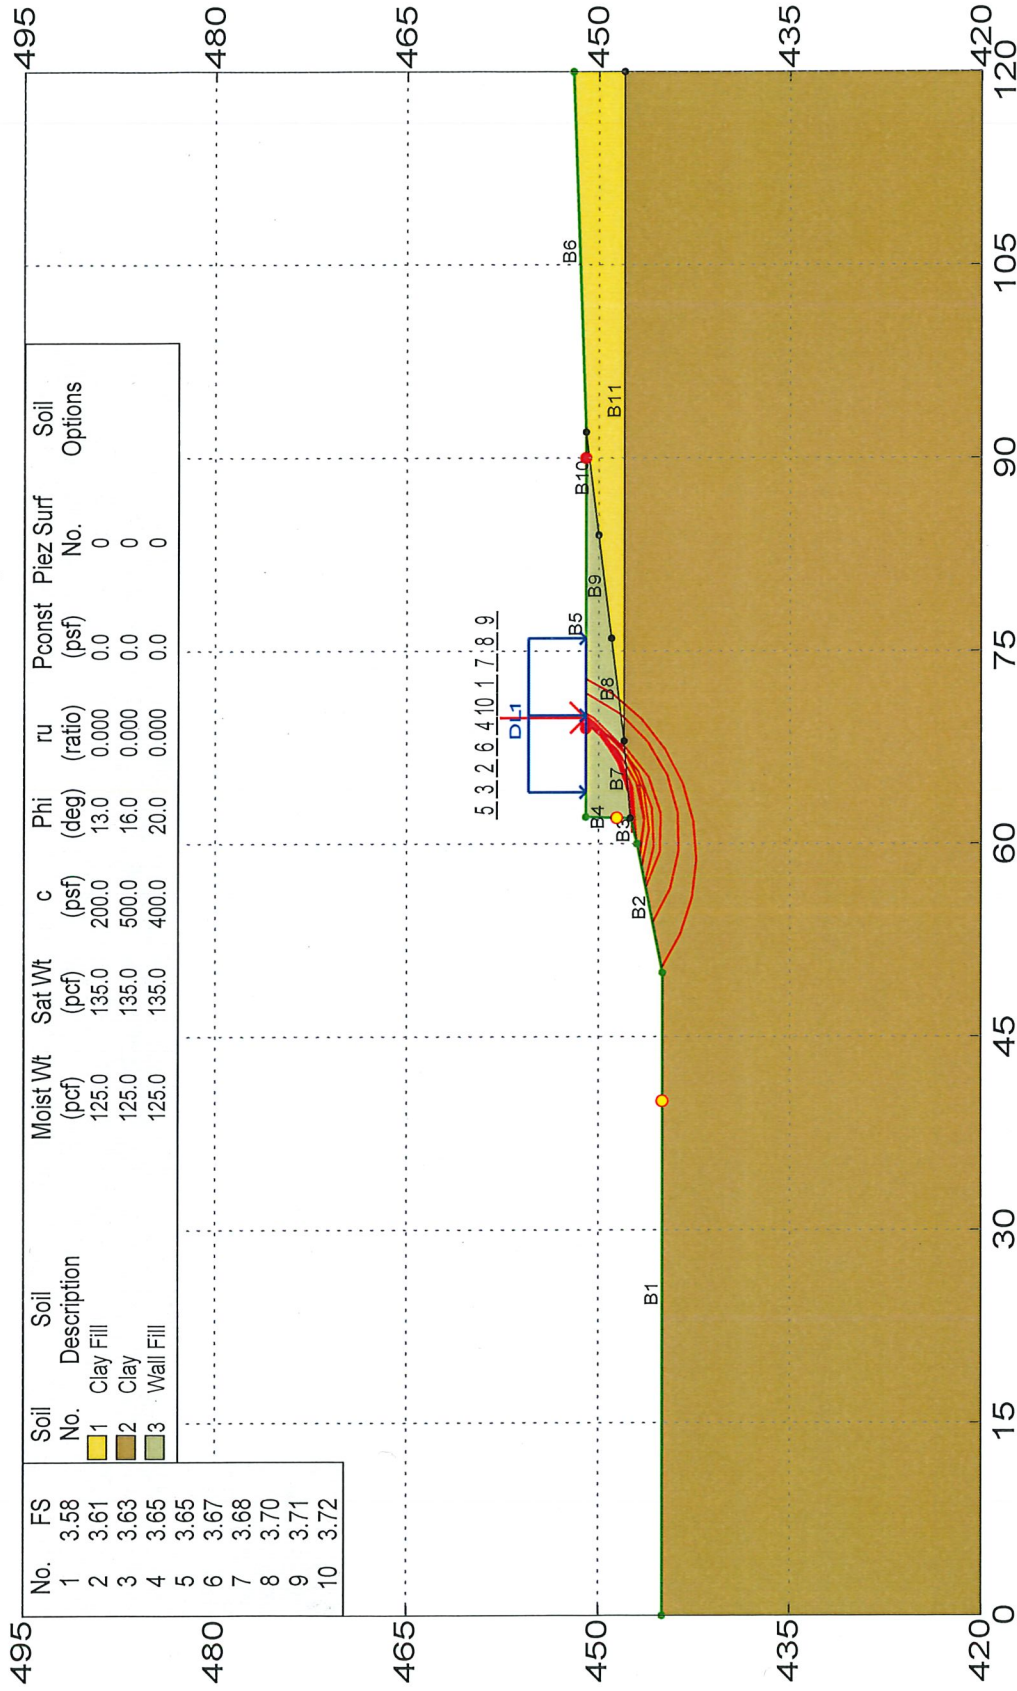 No. FS
1 3.58
2 3.61
3 3.63
4 3.65
5 3.65
6 3.67
7 3.68
8 3.70
9 3.71
10 3.72
Soil Soil Moist Wt Sat Wt c Phi ru Pconst Piez Surf Soil
No. Description (pcf) (pcf) (psf) (deg) (ratio) (psf) No. Options
1 Clay Fill 125.0 135.0 200.0 13.0 0.000 0.0 0
2 Clay 125.0 135.0 500.0 16.0 0.000 0.0 0
3 Wall Fill 125.0 135.0 400.0 20.0 0.000 0.0 0
5 3 2 6 4 10 1 7 8 9
DL1
B1
B2
B3
B4
B5
B6
B7
B8
B9
B10
B11
495
480
465
450
435
420
495
480
465
450
435
420
0 15 30 45 60 75 90 105 120